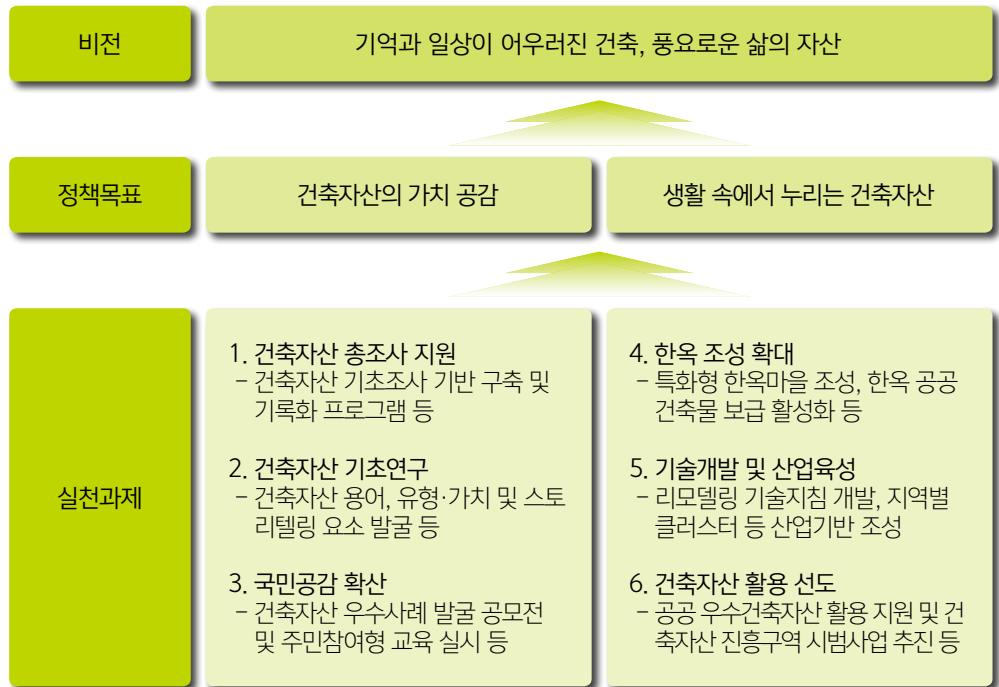 비전
기억과 일상이 어우러진 건축, 풍요로운 삶의 자산
정책목표
건축자산의 가치 공감
생활 속에서 누리는 건축자산
실천과제
1. 건축자산 총조사 지원
- 건축자산 기초조사 기반 구축 및
기록화 프로그램 등
2. 건축자산 기초연구
- 건축자산 용어, 유형·가치 및 스토
리텔링 요소 발굴 등
3. 국민공감 확산
- 건축자산 우수사례 발굴 공모전
및 주민참여형 교육 실시 등
4. 한옥 조성 확대
- 특화형 한옥마을 조성, 한옥 공공
건축물 보급 활성화 등
5. 기술개발 및 산업육성
- 리모델링 기술지침 개발, 지역별
클러스터 등 산업기반 조성
6. 건축자산 활용 선도
- 공공 우수건축자산 활용 지원 및 건
축자산 진흥구역 시범사업 추진 등